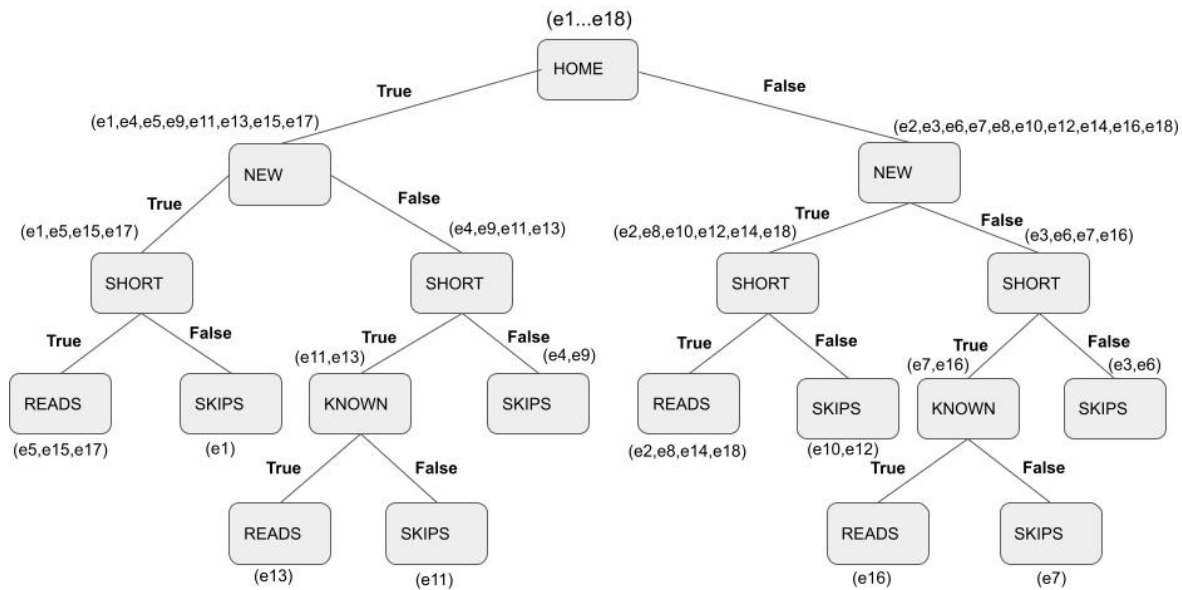 (e1...e18)
HOME
True
False
(e1,e4,e5,e9,e11,e13,e15,e17)
(e2,e3,e6,e7,e8,e10,e12,e14,e16,e18)
NEW
NEW
True
False
True
False
(e1,e5,e15,e17)
(e4,e9,e11,e13)
(e2,e8,e10,e12,e14,e18)
(e3,e6,e7,e16)
SHORT
SHORT
SHORT
SHORT
True
False
True
False
True
False
True
False
(e11,e13)
(e4,e9)
(e7,e16)
(e3,e6)
READS
SKIPS
KNOWN
SKIPS
READS
SKIPS
KNOWN
SKIPS
(e5,e15,e17)
(e1)
(e2,e8,e14,e18)
(e10,e12)
True
False
True
False
READS
SKIPS
READS
SKIPS
(e13)
(e11)
(e16)
(e7)